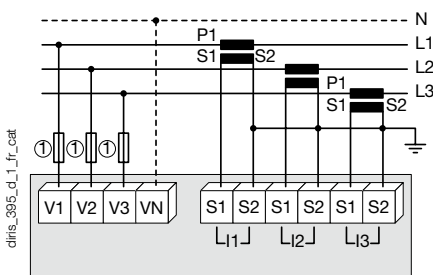 N
P1
L1
S1 S2
L2
P1
L3
S1 S2
① ① ①
V1 V2 V3 VN S1 S2 S1 S2 S1 S2
I1 I2 I3
diris_395_d_1_fr_cat